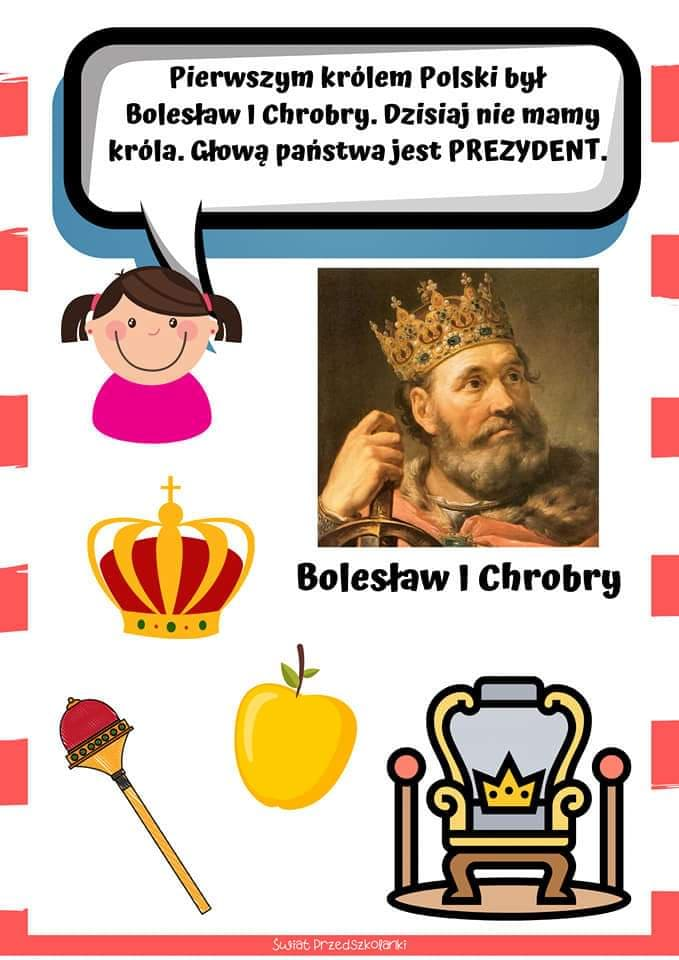 Pierwszym królem Polski był
Bolesław I Chrobry. Dzisiaj nie mamy
króla. Głową państwa jest PREZYDENT.
Bolesław I Chrobry
Świat Przedszkolanki